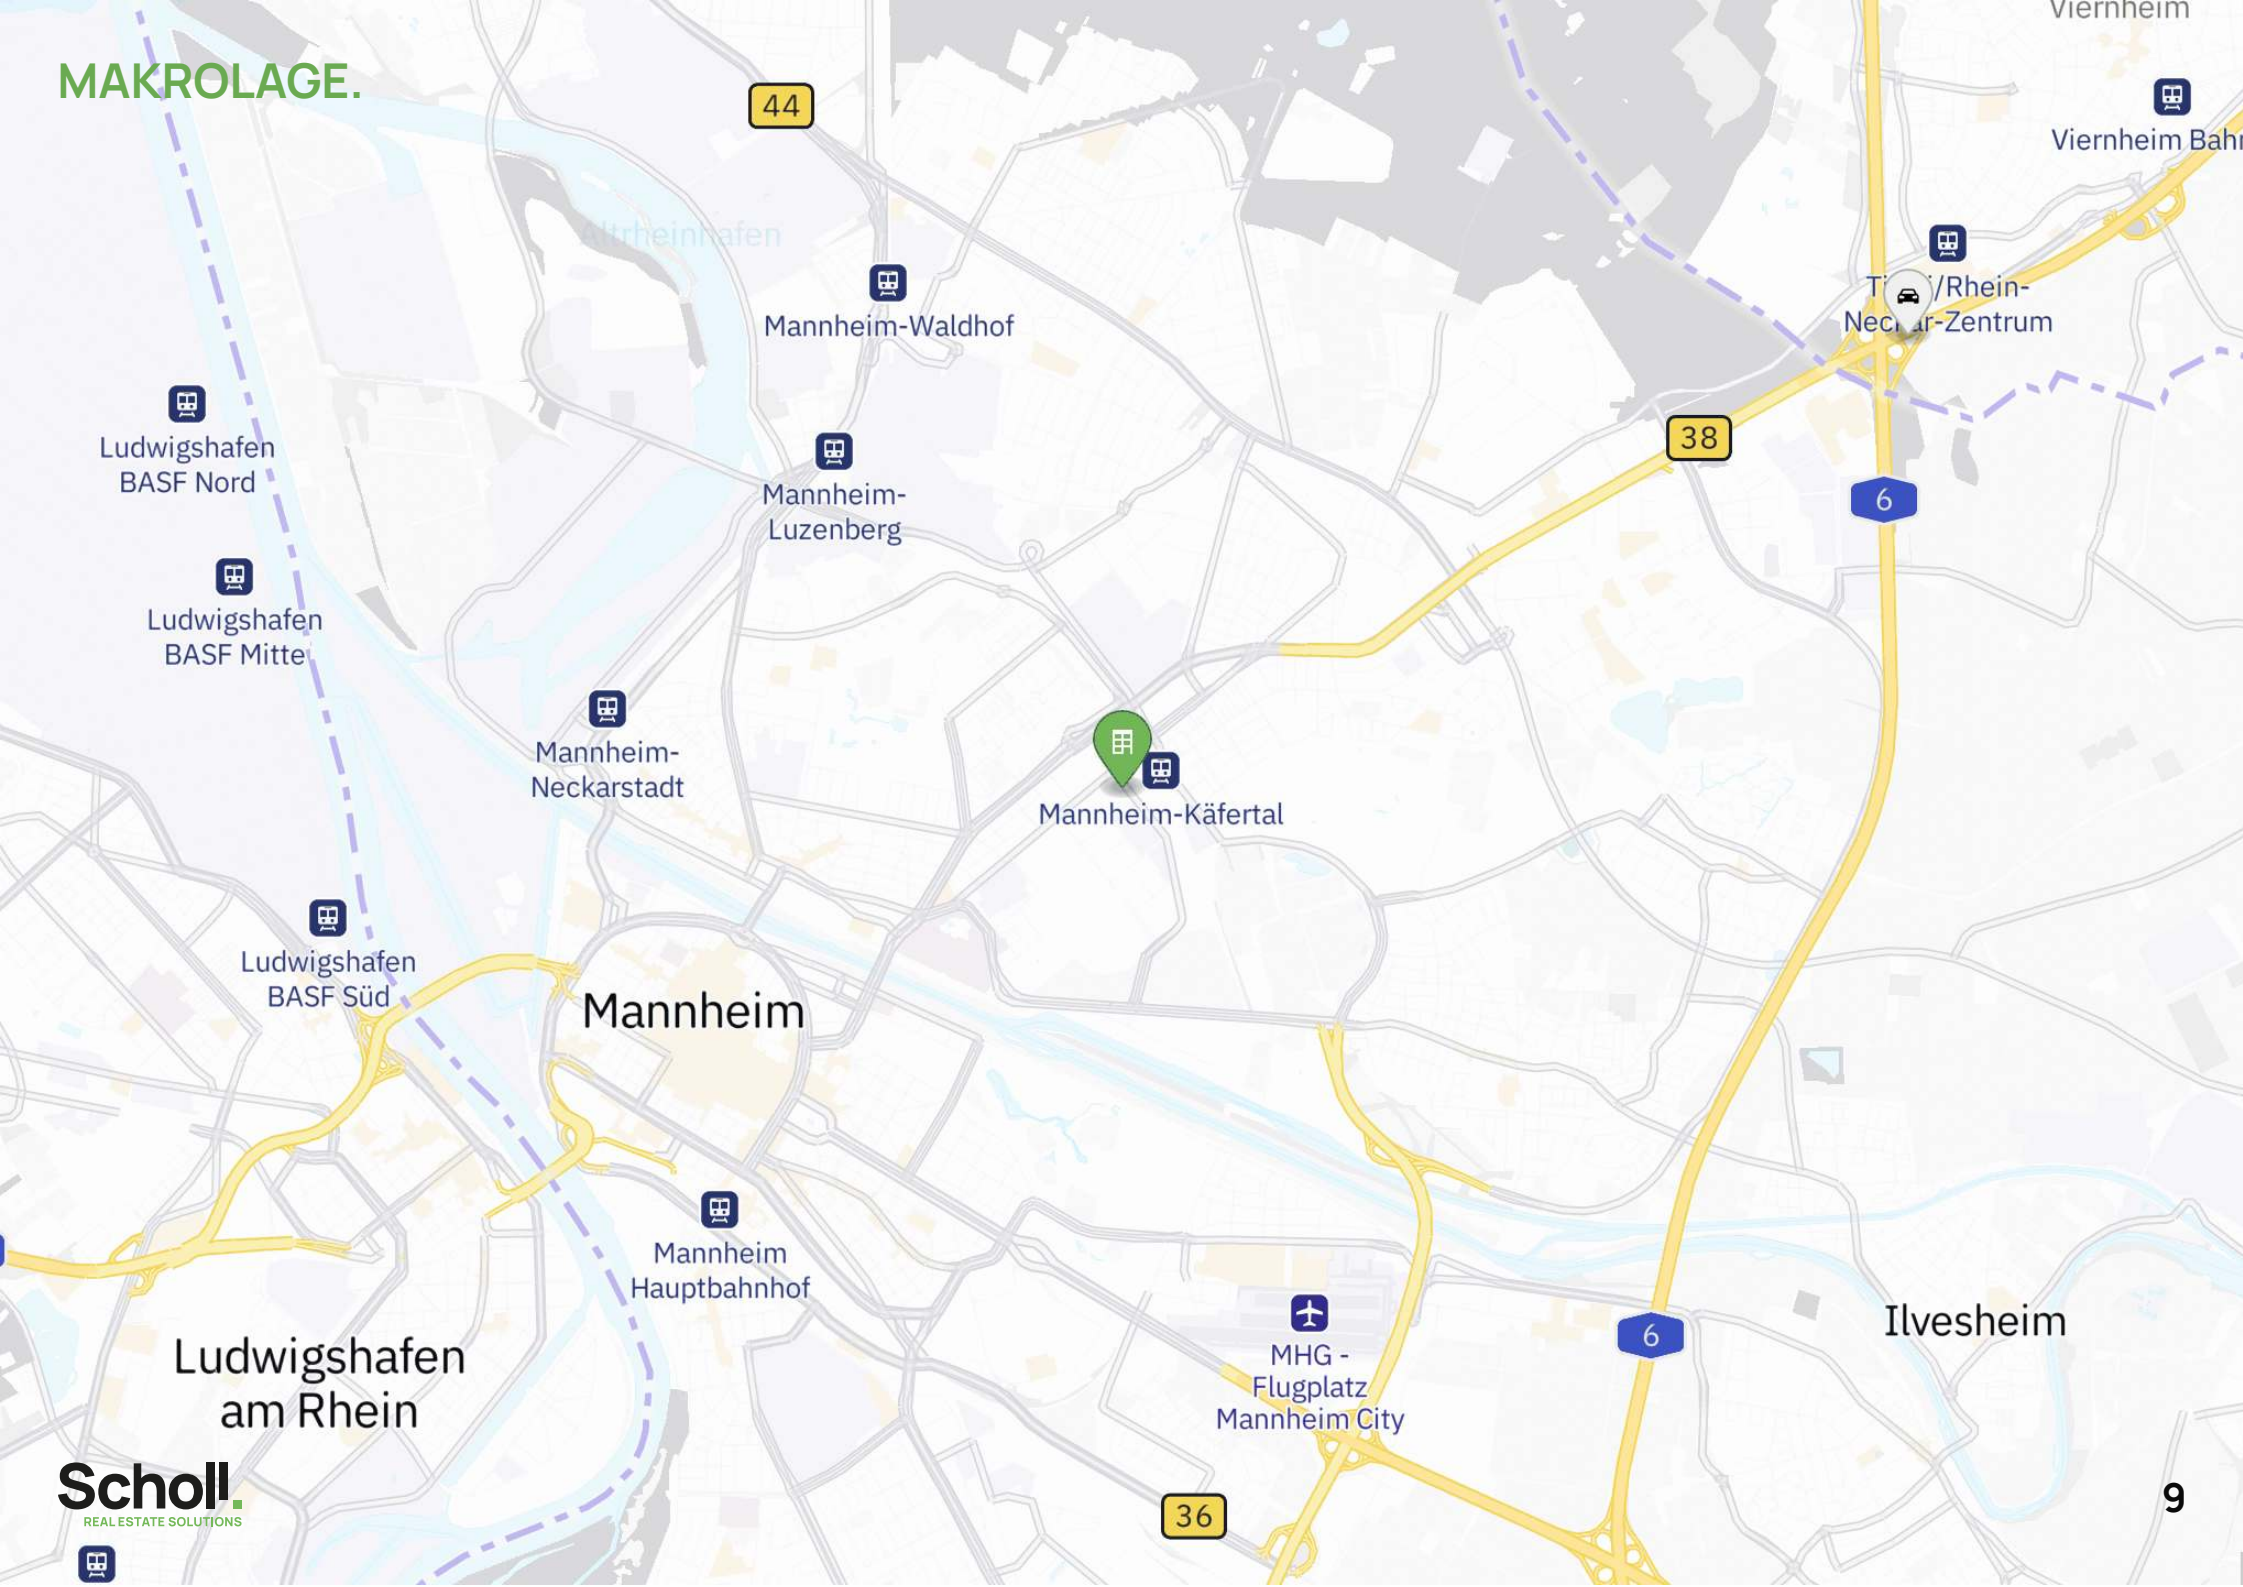 Viernheim
MAKROLAGE.
44
Viernheim Bahn
Altrheinhafen
/Rhein-
-Zentrum
Mannheim-Waldhof
38
Ludwigshafen
BASF Nord
Mannheim-
Luzenberg
6
Ludwigshafen
BASF Mitte
Mannheim-
Neckarstadt
Mannheim-Käfertal
Ludwigshafen
BASF Süd
Mannheim
Mannheim
Hauptbahnhof
Ludwigshafen
am Rhein
MHG -
Flugplatz
Mannheim City
6
Ilvesheim
36
Scholl.
REAL ESTATE SOLUTIONS
9